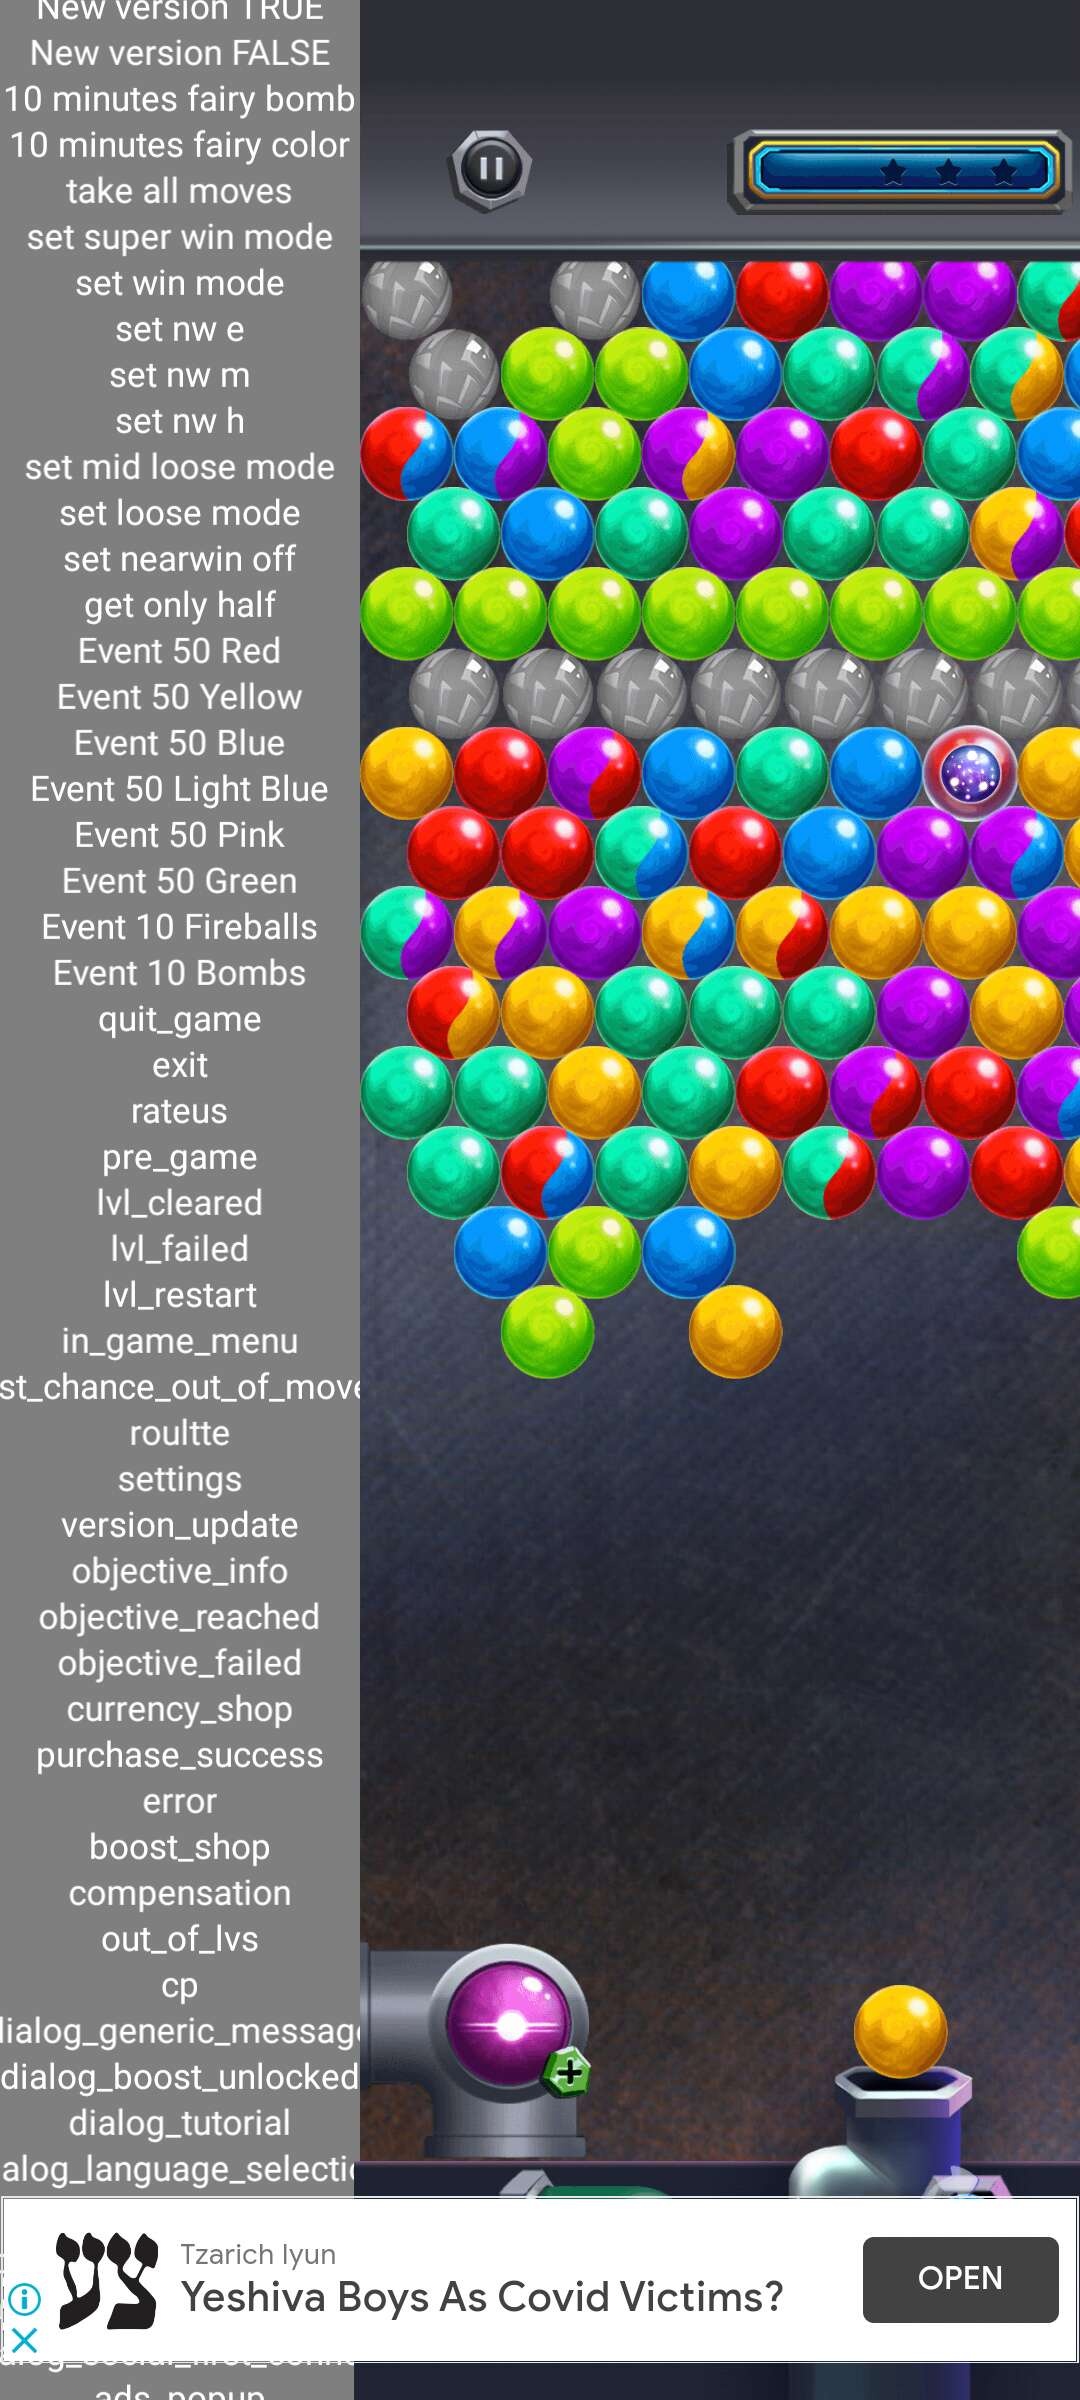 New version TRUE
New version FALSE
10 minutes fairy bomb
10 minutes fairy color
take all moves
set super win mode
set win mode
set nw e
set nw m
set nw h
set mid loose mode
set loose mode
set nearwin off
get only half
Event 50 Red
Event 50 Yellow
Event 50 Blue
Event 50 Light Blue
Event 50 Pink
Event 50 Green
Event 10 Fireballs
Event 10 Bombs
quit_game
exit
rateus
pre_game
lvl_cleared
lvl_failed
lvl_restart
in_game_menu
st_chance_out_of_move
roultte
settings
version_update
objective_info
objective_reached
objective_failed
currency_shop
purchase_success
error
boost_shop
compensation
out_of_lvs
cp
dialog_generic_message
dialog_boost_unlocked
dialog_tutorial
alog_language_selectio
צע
Tzarich Iyun
Yeshiva Boys As Covid Victims?
OPEN
ads_popup